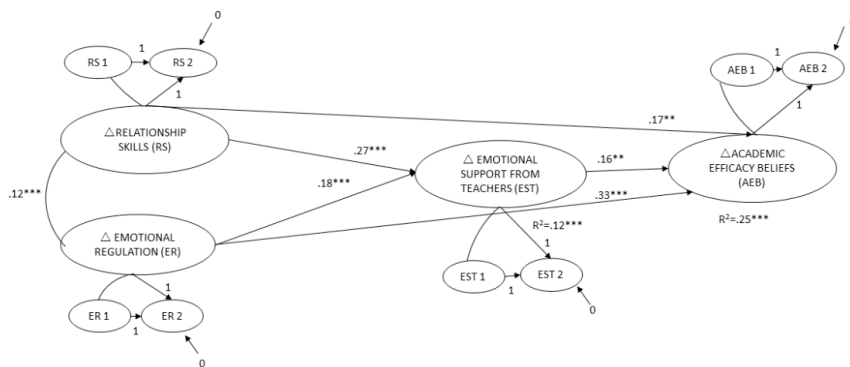 0
RS 1
1
RS 2
1
△RELATIONSHIP
SKILLS (RS)
AEB 1
1
AEB 2
1
.17**
.27***
.12***
.18***
△ EMOTIONAL
SUPPORT FROM
TEACHERS (EST)
.16**
△ACADEMIC
EFFICACY BELIEFS
(AEB)
.33***
R²=.25***
△ EMOTIONAL
REGULATION (ER)
R²=.12***
1
EST 1
1
EST 2
0
1
ER 1
1
ER 2
0